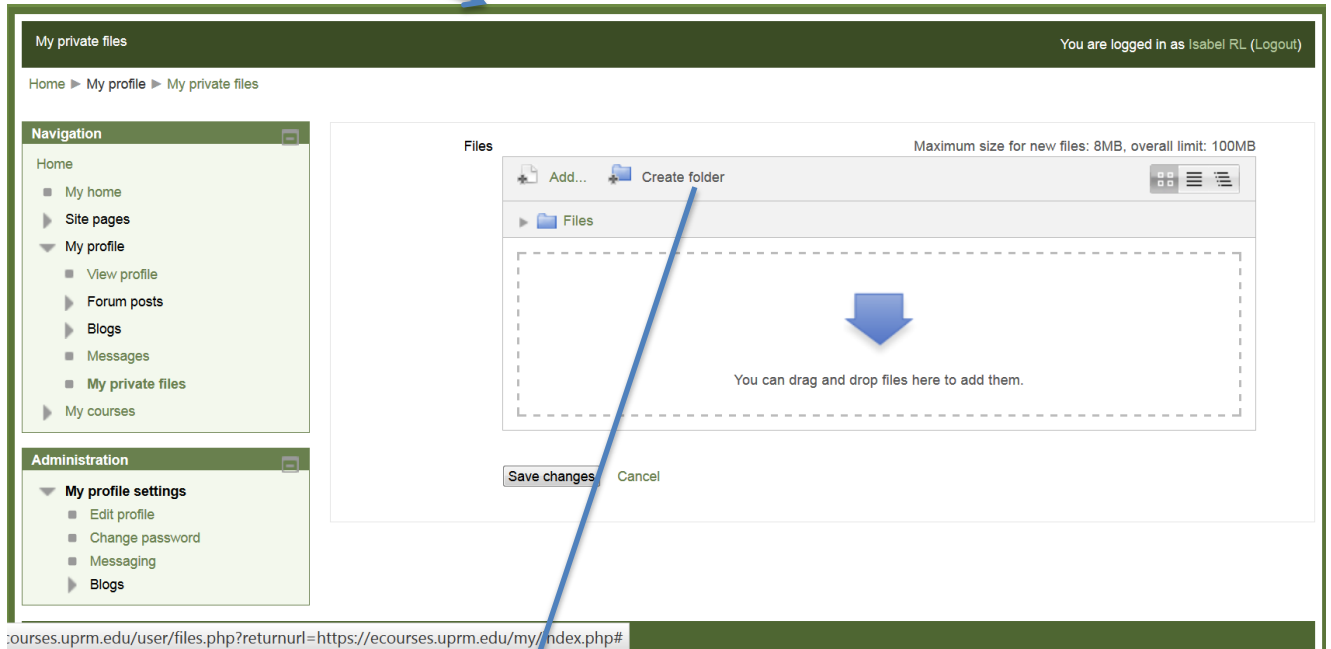 My private files
You are logged in as Isabel RL (Logout)
Home ► My profile ► My private files
Navigation
Home
My home
Site pages
My profile
View profile
Forum posts
Blogs
Messages
My private files
My courses
Administration
My profile settings
Edit profile
Change password
Messaging
Blogs
Files
Maximum size for new files: 8MB, overall limit: 100MB
Add... Create folder
Files
You can drag and drop files here to add them.
Save changes Cancel
courses.uprm.edu/user/files.php?returnurl=https://ecourses.uprm.edu/my/index.php#